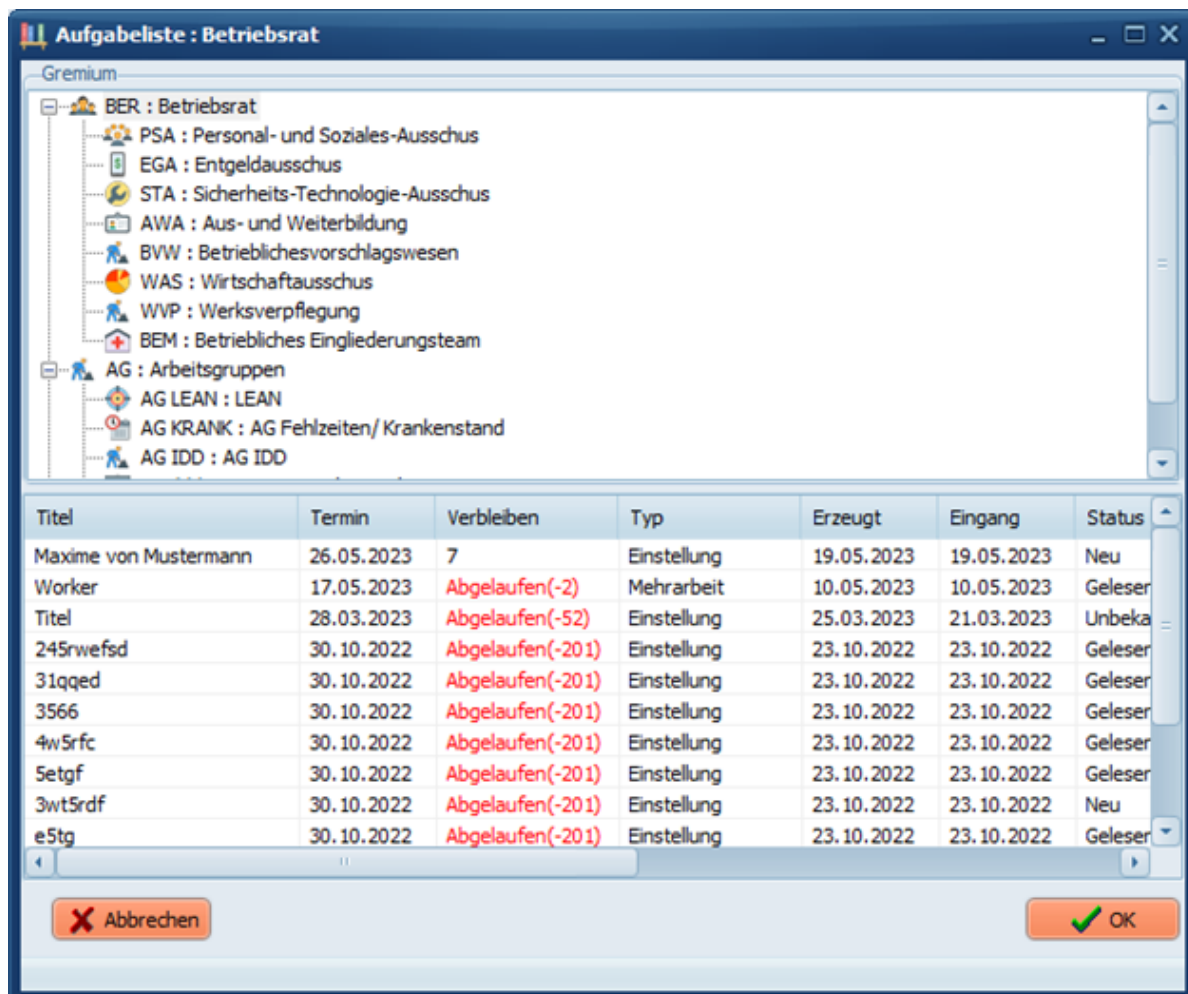 Aufgabeliste : Betriebsrat
Gremium
BER : Betriebsrat
PSA : Personal- und Soziales-Ausschus
EGA : Entgeldausschus
STA : Sicherheits-Technologie-Ausschus
AWA : Aus- und Weiterbildung
BVW : Betrieblichesvorschlagswesen
WAS : Wirtschaftausschus
WVP : Werksverpflegung
BEM : Betriebliches Eingliederungsteam
AG : Arbeitsgruppen
AG LEAN : LEAN
AG KRANK : AG Fehlzeiten/ Krankenstand
AG IDD : AG IDD
Titel Termin Verbleiben Typ Erzeugt Eingang Status
Maxime von Mustermann 26.05.2023 7 Einstellung 19.05.2023 19.05.2023 Neu
Worker 17.05.2023 Abgelaufen(-2) Mehrarbeit 10.05.2023 10.05.2023 Geleser
Titel 28.03.2023 Abgelaufen(-52) Einstellung 25.03.2023 21.03.2023 Unbeka
245rwefsd 30.10.2022 Abgelaufen(-201) Einstellung 23.10.2022 23.10.2022 Geleser
31qqed 30.10.2022 Abgelaufen(-201) Einstellung 23.10.2022 23.10.2022 Geleser
3566 30.10.2022 Abgelaufen(-201) Einstellung 23.10.2022 23.10.2022 Geleser
4w5rfc 30.10.2022 Abgelaufen(-201) Einstellung 23.10.2022 23.10.2022 Geleser
5etgf 30.10.2022 Abgelaufen(-201) Einstellung 23.10.2022 23.10.2022 Geleser
3wt5rdf 30.10.2022 Abgelaufen(-201) Einstellung 23.10.2022 23.10.2022 Neu
e5tg 30.10.2022 Abgelaufen(-201) Einstellung 23.10.2022 23.10.2022 Geleser
Abbrechen OK